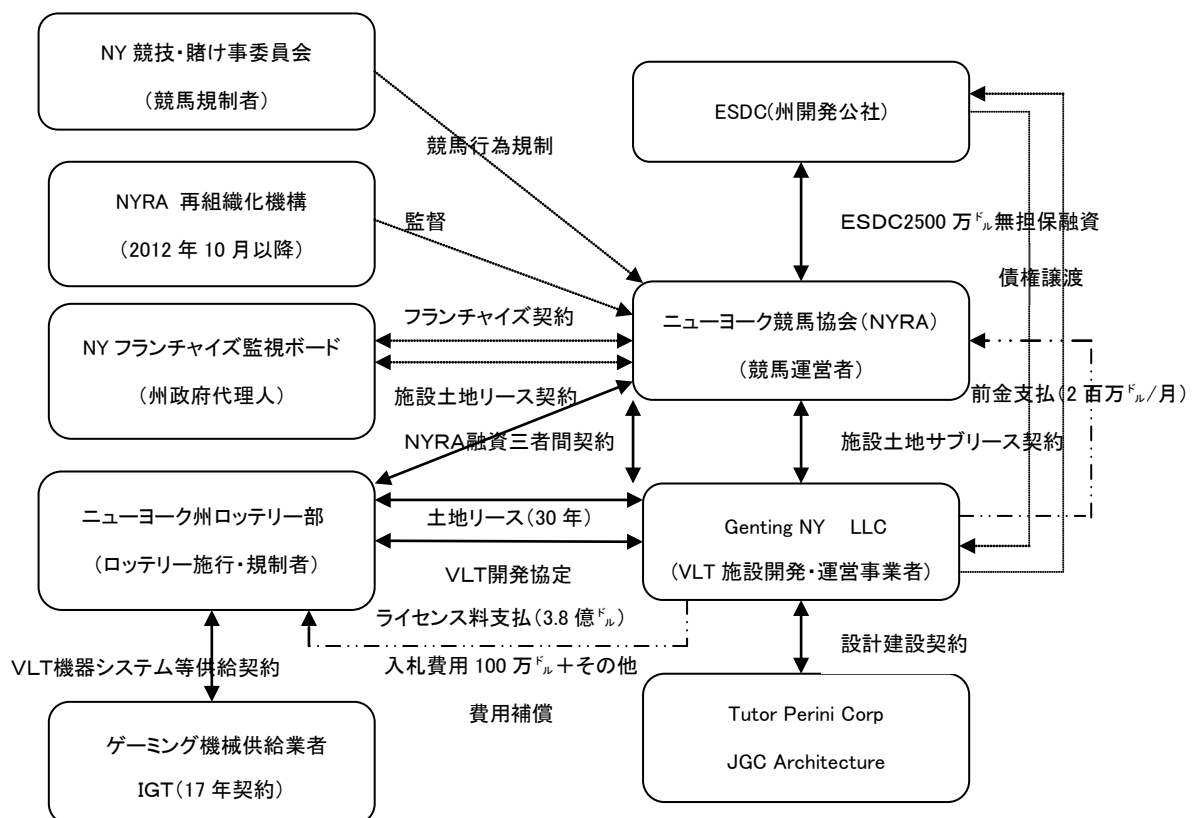 NY 競技・賭け事委員会
(競馬規制者)
ESDC(州開発公社)
競馬行為規制
NYRA 再組織化機構
(2012 年 10 月以降)
監督
ESDC2500 万㌦無担保融資
債権譲渡
NY フランチャイズ監視ボード
(州政府代理人)
フランチャイズ契約
施設土地リース契約
ニューヨーク競馬協会(NYRA)
(競馬運営者)
前金支払(2 百万㌦/月)
NYRA融資三者間契約
施設土地サブリース契約
ニューヨーク州ロッテリー部
(ロッテリー施行・規制者)
土地リース(30 年)
VLT開発協定
Genting NY LLC
(VLT 施設開発・運営事業者)
ライセンス料支払(3.8 億㌦)
入札費用 100 万㌦+その他
費用補償
設計建設契約
VLT機器システム等供給契約
ゲーミング機械供給業者
IGT(17 年契約)
Tutor Perini Corp
JGC Architecture